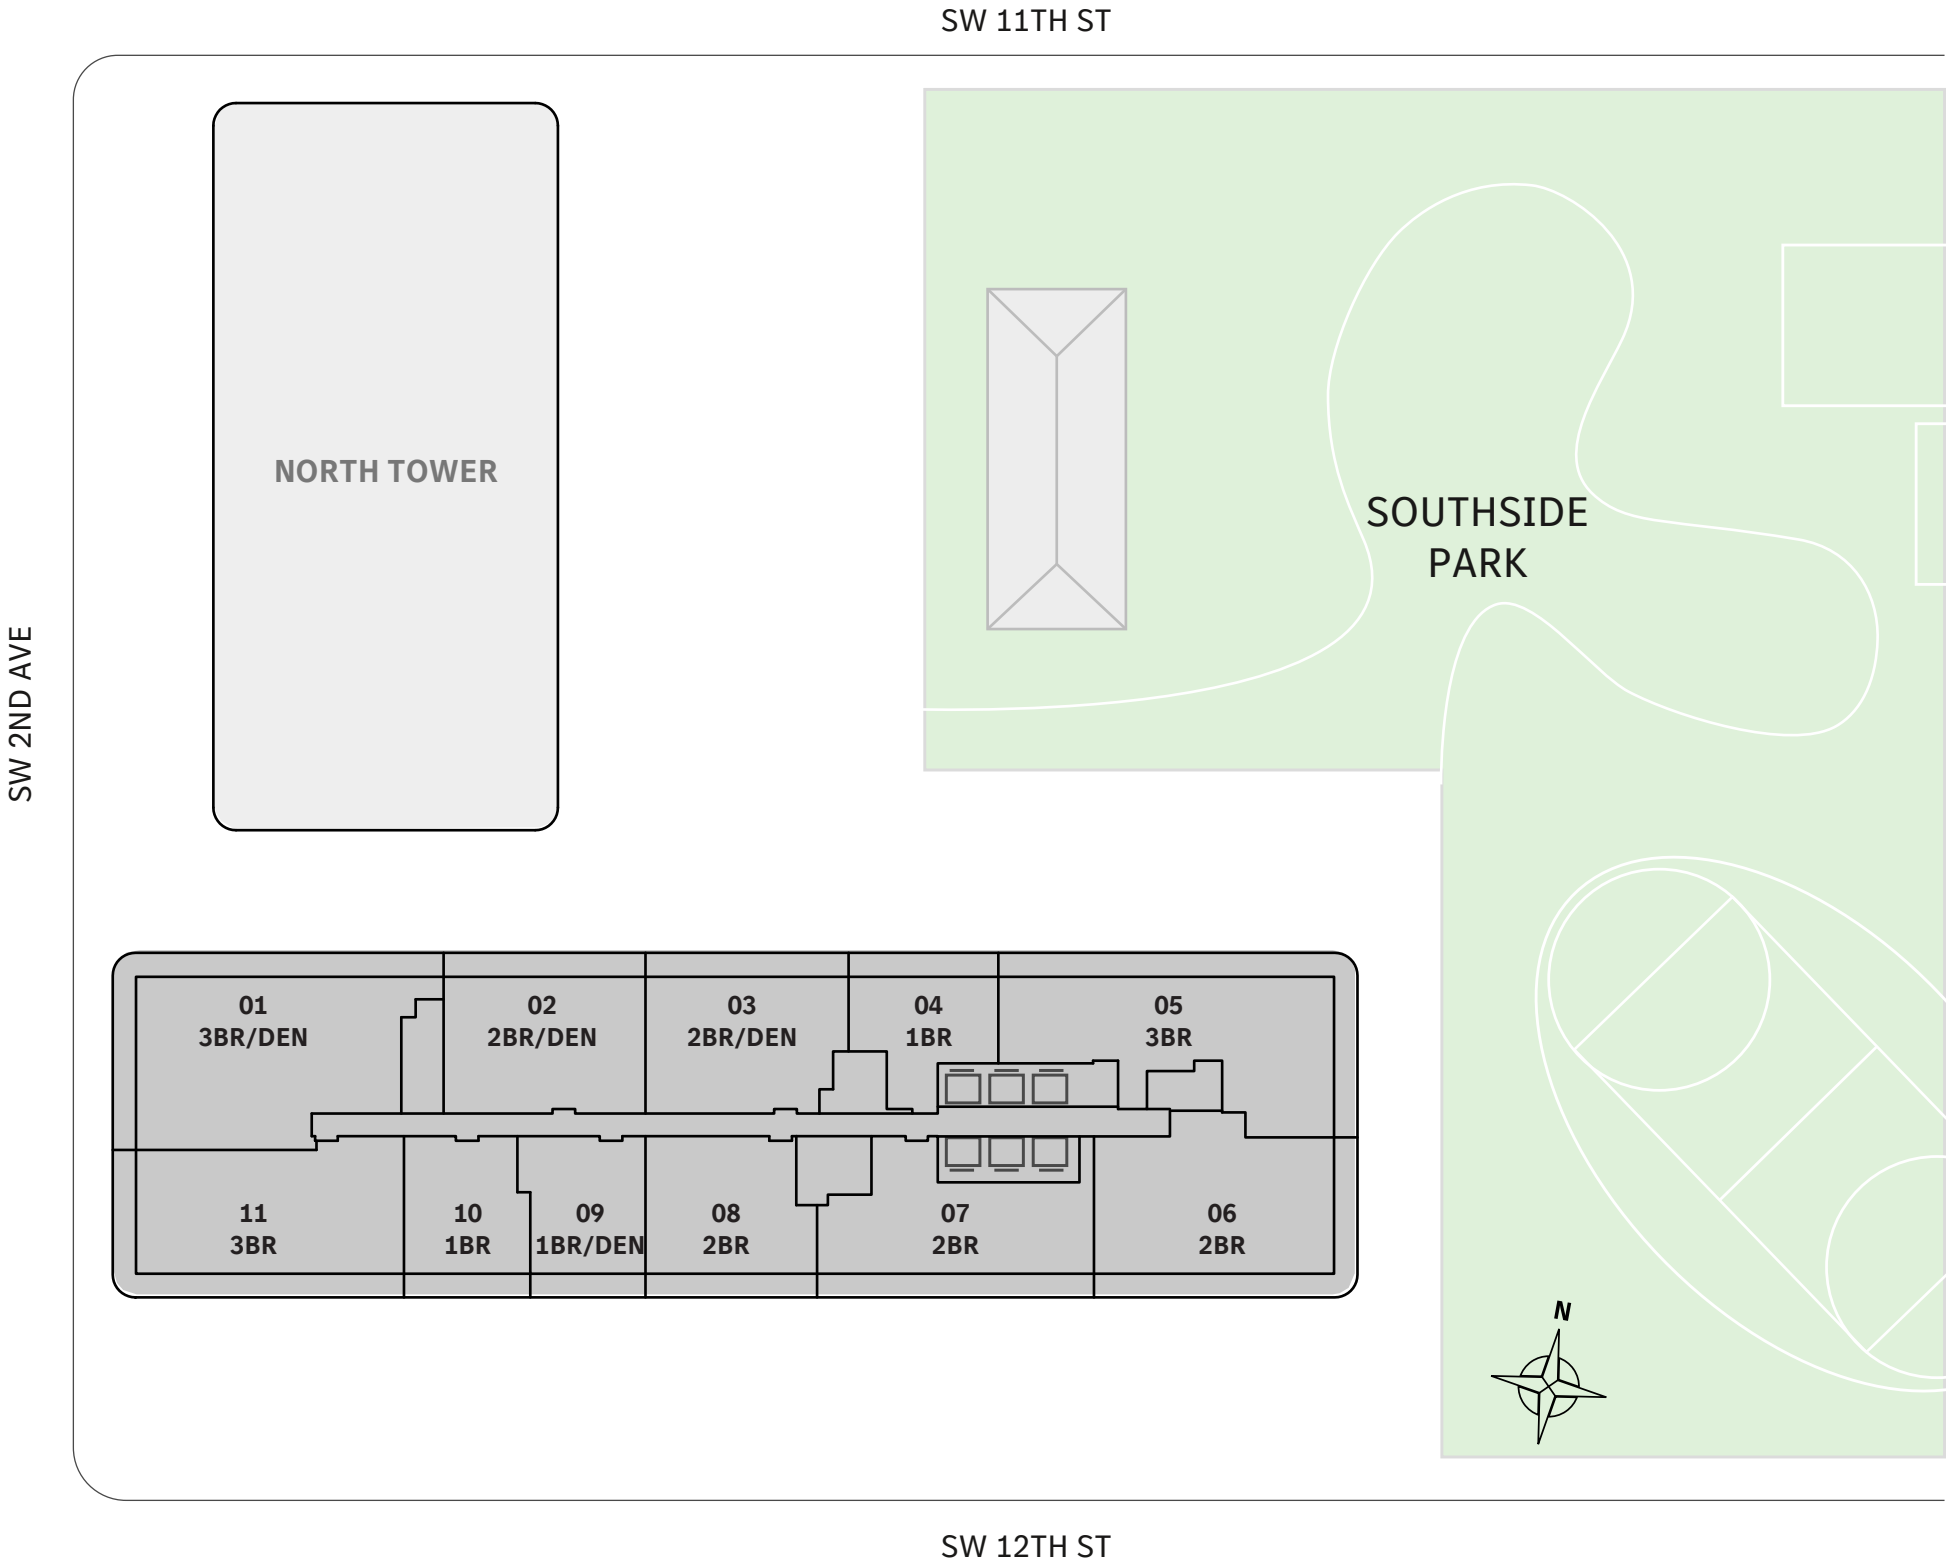 SW 11TH ST
NORTH TOWER
SOUTHSIDE
PARK
SW 2ND AVE
01
3BR/DEN
02
2BR/DEN
03
2BR/DEN
04
1BR
05
3BR
11
3BR
10
1BR
09
1BR/DEN
08
2BR
07
2BR
06
2BR
N
SW 12TH ST